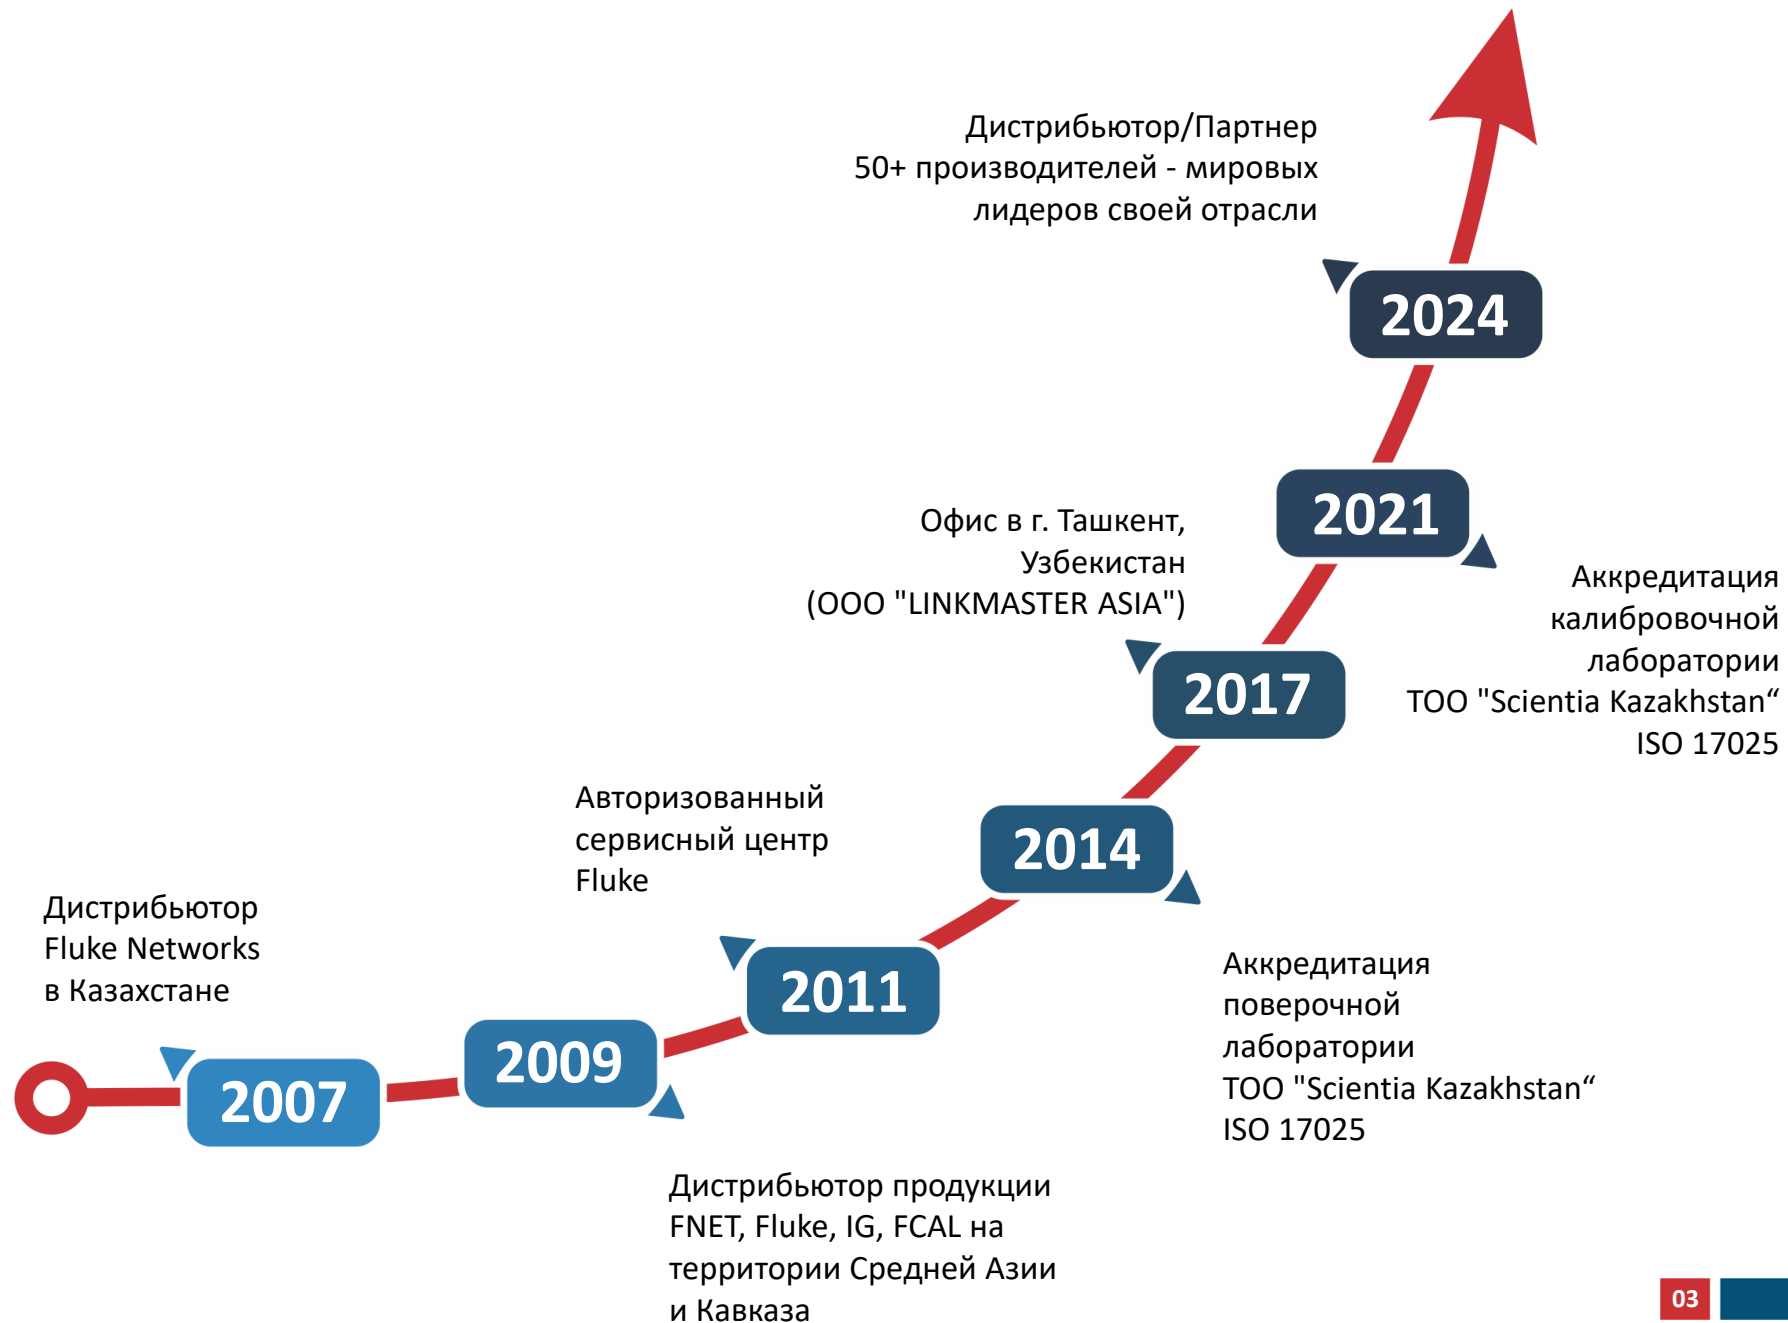 Дистрибьютор
Fluke Networks
в Казахстане
2007
2009
Дистрибьютор продукции
FNET, Fluke, IG, FCAL на
территории Средней Азии
и Кавказа
Авторизованный
сервисный центр
Fluke
2011
2014
Аккредитация
поверочной
лаборатории
ТОО "Scientia Kazakhstan“
ISO 17025
Офис в г. Ташкент,
Узбекистан
(ООО "LINKMASTER ASIA")
2017
2021
Аккредитация
калибровочной
лаборатории
ТОО "Scientia Kazakhstan“
ISO 17025
Дистрибьютор/Партнер
50+ производителей - мировых
лидеров своей отрасли
2024
03